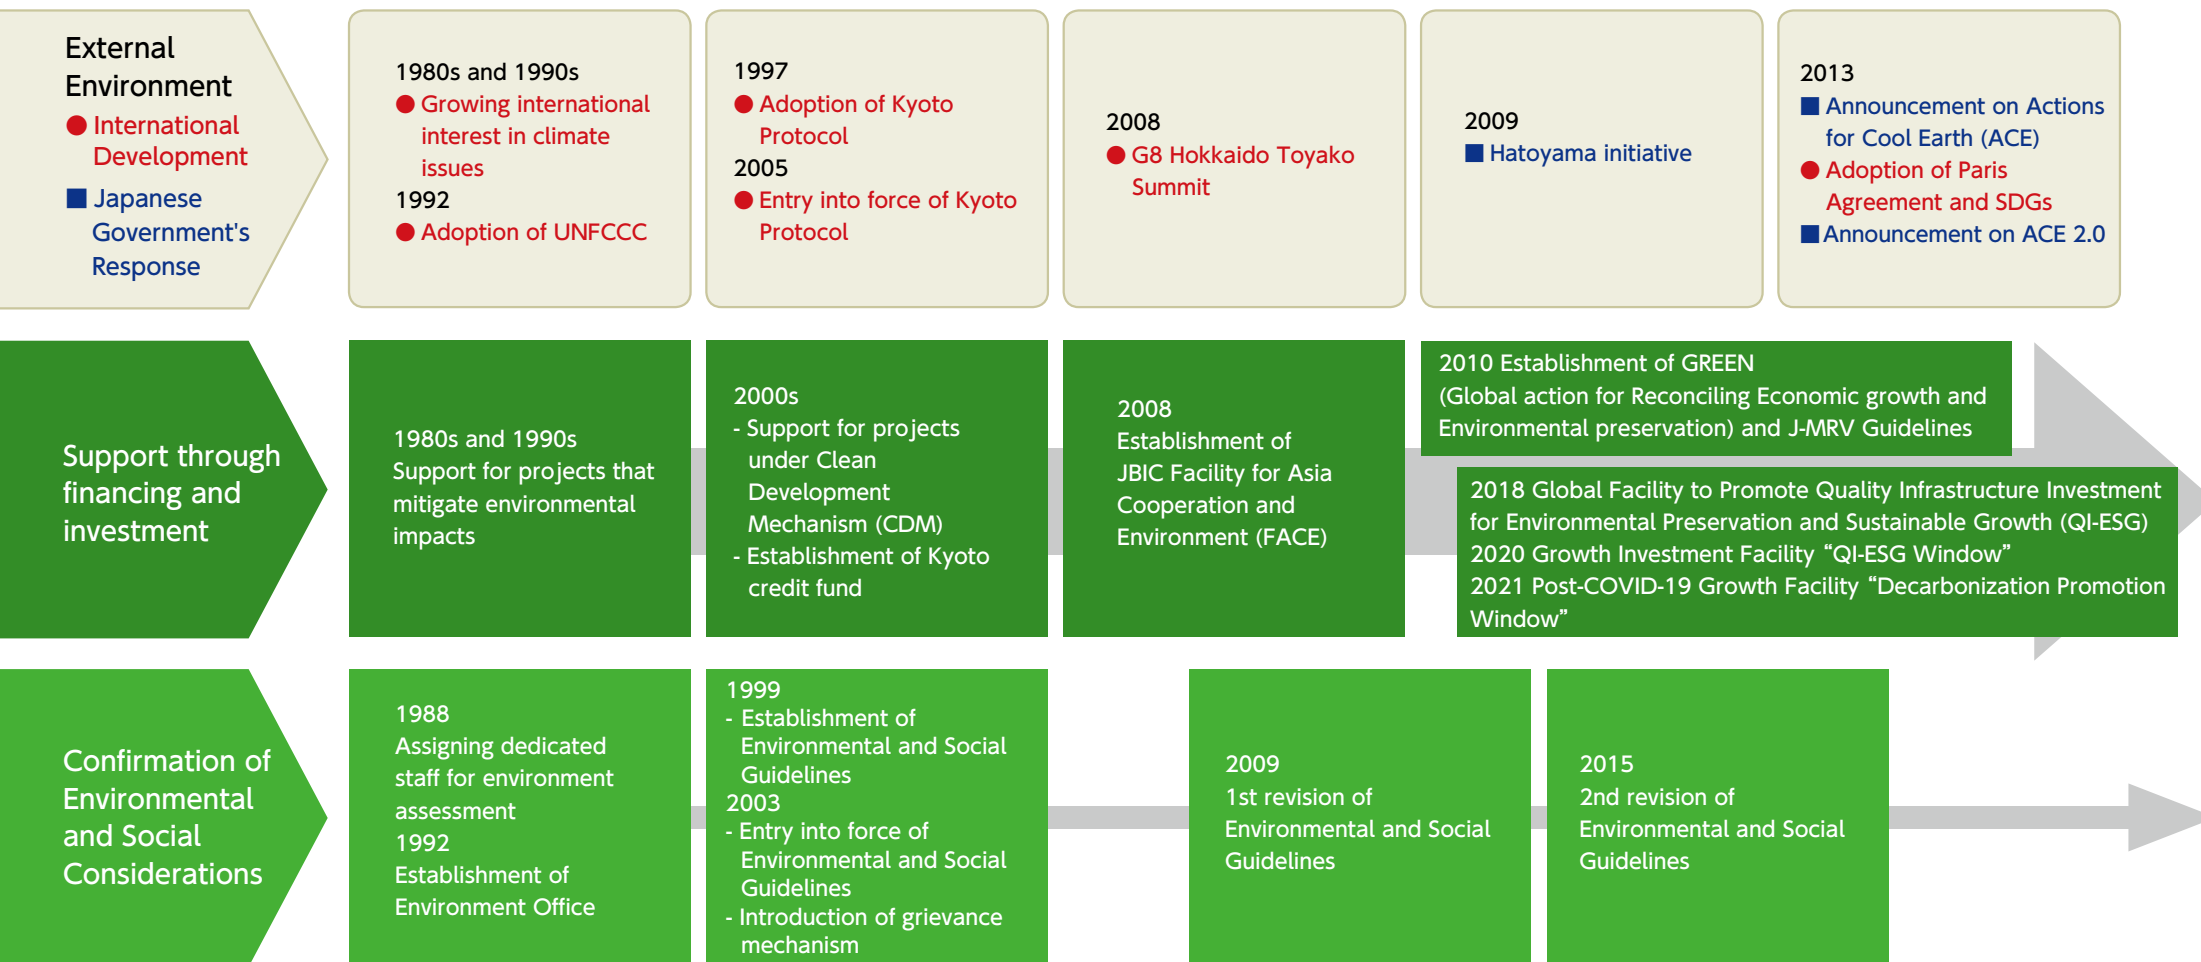 External
Environment
● International
Development
■ Japanese
Government's
Response
1980s and 1990s
● Growing international
interest in climate
issues
1992
● Adoption of UNFCCC
1997
● Adoption of Kyoto
Protocol
2005
● Entry into force of Kyoto
Protocol
2008
● G8 Hokkaido Toyako
Summit
2009
■ Hatoyama initiative
2013
■ Announcement on Actions
for Cool Earth (ACE)
● Adoption of Paris
Agreement and SDGs
■ Announcement on ACE 2.0
Support through
financing and
investment
1980s and 1990s
Support for projects that
mitigate environmental
impacts
2000s
- Support for projects
under Clean
Development
Mechanism (CDM)
- Establishment of Kyoto
credit fund
2008
Establishment of
JBIC Facility for Asia
Cooperation and
Environment (FACE)
2010 Establishment of GREEN
(Global action for Reconciling Economic growth and
Environmental preservation) and J-MRV Guidelines
2018 Global Facility to Promote Quality Infrastructure Investment
for Environmental Preservation and Sustainable Growth (QI-ESG)
2020 Growth Investment Facility “QI-ESG Window”
2021 Post-COVID-19 Growth Facility “Decarbonization Promotion
Window”
Confirmation of
Environmental
and Social
Considerations
1988
Assigning dedicated
staff for environment
assessment
1992
Establishment of
Environment Office
1999
- Establishment of
Environmental and Social
Guidelines
2003
- Entry into force of
Environmental and Social
Guidelines
- Introduction of grievance
mechanism
2009
1st revision of
Environmental and Social
Guidelines
2015
2nd revision of
Environmental and Social
Guidelines